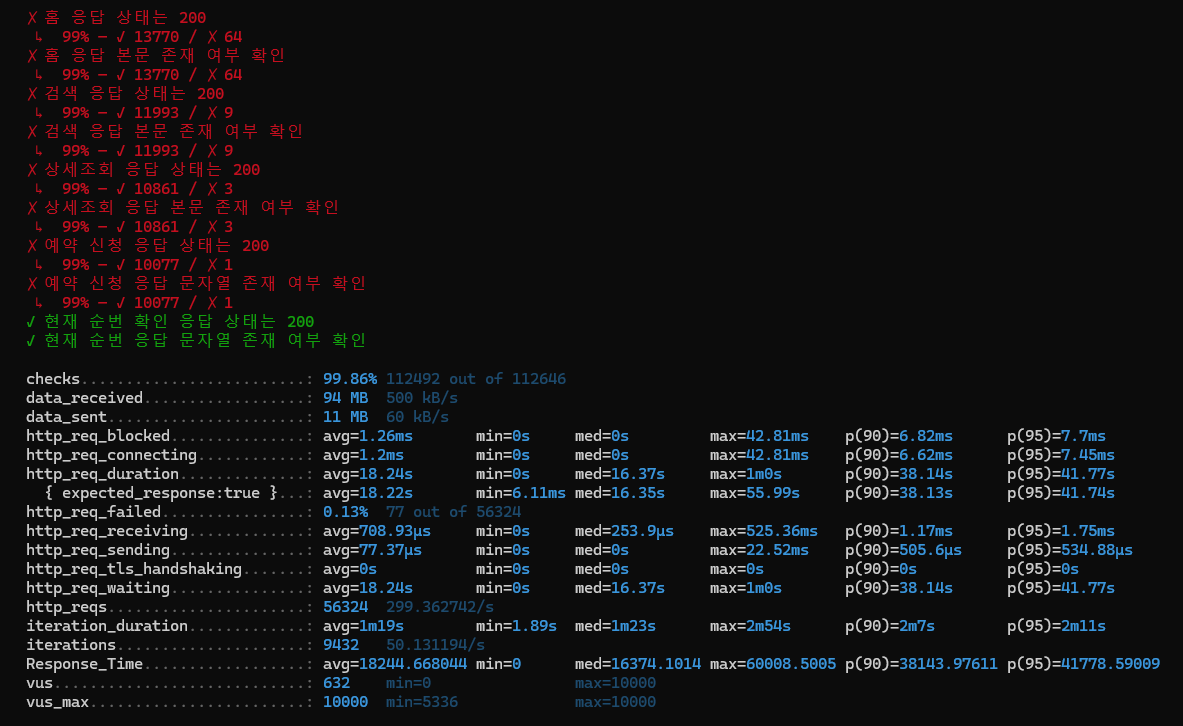 ✗ 홈 응답 상태는 200
↳  99% — ✓ 13770 / ✗ 64
✗ 홈 응답 본문 존재 여부 확인
↳  99% — ✓ 13770 / ✗ 64
✗ 검색 응답 상태는 200
↳  99% — ✓ 11993 / ✗ 9
✗ 검색 응답 본문 존재 여부 확인
↳  99% — ✓ 11993 / ✗ 9
✗ 상세조회 응답 상태는 200
↳  99% — ✓ 10861 / ✗ 3
✗ 상세조회 응답 본문 존재 여부 확인
↳  99% — ✓ 10861 / ✗ 3
✗ 예약 신청 응답 상태는 200
↳  99% — ✓ 10077 / ✗ 1
✗ 예약 신청 응답 문자열 존재 여부 확인
↳  99% — ✓ 10077 / ✗ 1
✓ 현재 순번 확인 응답 상태는 200
✓ 현재 순번 응답 문자열 존재 여부 확인
checks.........................: 99.86% 112492 out of 112646
data_received..................: 94 MB  500 kB/s
data_sent......................: 11 MB  60 kB/s
http_req_blocked...............: avg=1.26ms min=0s med=0s max=42.81ms p(90)=6.82ms p(95)=7.7ms
http_req_connecting............: avg=1.2ms min=0s med=0s max=42.81ms p(90)=6.62ms p(95)=7.45ms
http_req_duration..............: avg=18.24s min=0s med=16.37s max=1m0s p(90)=38.14s p(95)=41.77s
{ expected_response:true }...: avg=18.22s min=6.11ms med=16.35s max=55.99s p(90)=38.13s p(95)=41.74s
http_req_failed................: 0.13%  77 out of 56324
http_req_receiving.............: avg=708.93µs min=0s med=253.9µs max=525.36ms p(90)=1.17ms p(95)=1.75ms
http_req_sending...............: avg=77.37µs min=0s med=0s max=22.52ms p(90)=505.6µs p(95)=534.88µs
http_req_tls_handshaking.......: avg=0s min=0s med=0s max=0s p(90)=0s p(95)=0s
http_req_waiting...............: avg=18.24s min=0s med=16.37s max=1m0s p(90)=38.14s p(95)=41.77s
http_reqs......................: 56324  299.362742/s
iteration_duration.............: avg=1m19s min=1.89s med=1m23s max=2m54s p(90)=2m7s p(95)=2m11s
iterations.....................: 9432   50.131194/s
Response_Time..................: avg=18244.668044 min=0 med=16374.1014 max=60008.5005 p(90)=38143.97611 p(95)=41778.59009
vus............................: 632    min=0 max=10000
vus_max........................: 10000  min=5336 max=10000